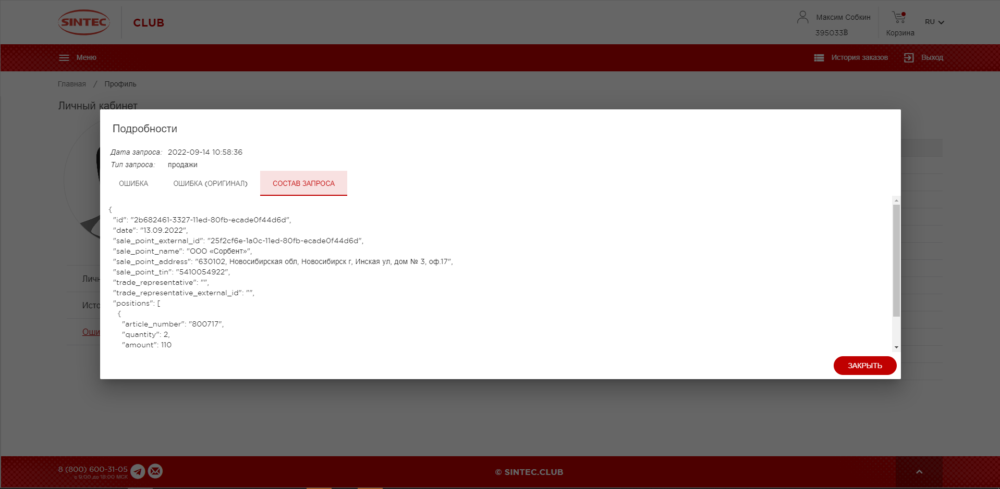 SINTEC
CLUB
Максим Собкин
395033฿
Корзина
RU
Меню
История заказов
Выход
Главная / Профиль
Личный кабинет
Подробности
Дата запроса: 2022-09-14 10:58:36
Тип запроса: продажи
ОШИБКА
ОШИБКА (ОРИГИНАЛ)
СОСТАВ ЗАПРОСА
{
"id": "2b682461-3327-11ed-80fb-ecade0f44d6d",
"date": "13.09.2022",
"sale_point_external_id": "25f2cf6e-1a0c-11ed-80fb-ecade0f44d6d",
"sale_point_name": "ООО «Сорбент»",
"sale_point_address": "630102, Новосибирская обл, Новосибирск г, Инская ул, дом № 3, оф.17",
"sale_point_tin": "5410054922",
"trade_representative": "",
"trade_representative_external_id": "",
"positions": [
{
"article_number": "800717",
"quantity": 2,
"amount": 110
Личн
Исто
Оши
ЗАКРЫТЬ
8 (800) 600-31-05
с 9:00 до 18:00 МСК
© SINTEC.CLUB